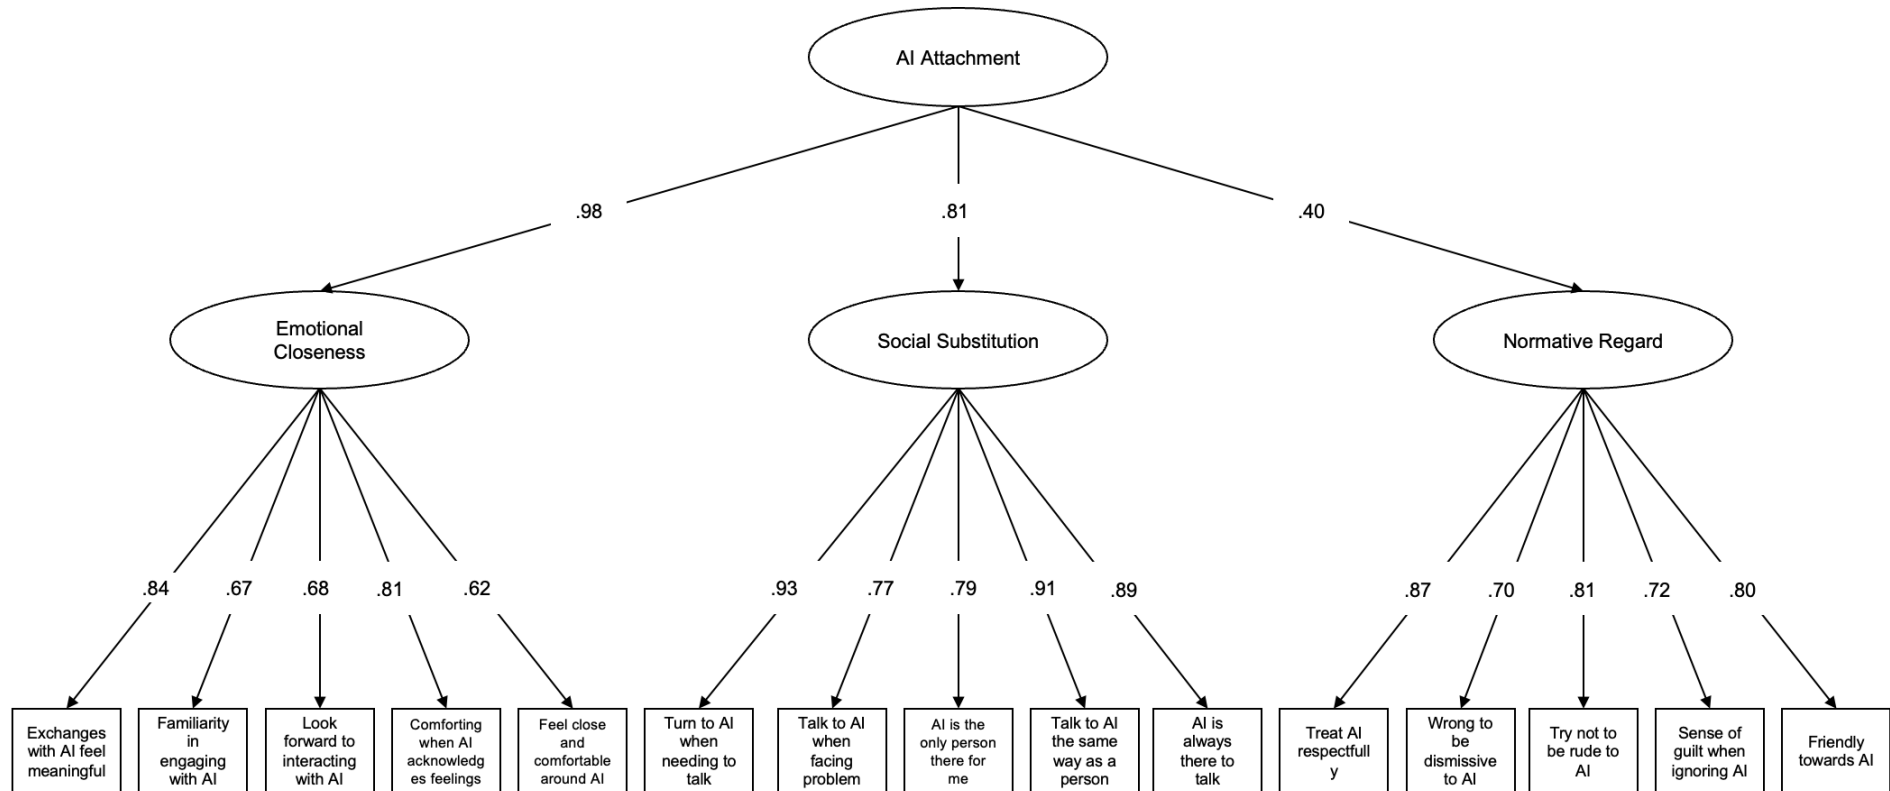 AI Attachment
.98
.81
.40
Emotional
Closeness
Social Substitution
Normative Regard
.84
.67
.68
.81
.62
.93
.77
.79
.91
.89
.87
.70
.81
.72
.80
Exchanges
with AI feel
meaningful
Familiarity
in
engaging
with AI
Look
forward to
interacting
with AI
Comforting
when AI
acknowledg
es feelings
Feel close
and
comfortable
around AI
Turn to AI
when
needing to
talk
Talk to AI
when
facing
problem
AI is the
only person
there for
me
Talk to AI
the same
way as a
person
AI is
always
there to
talk
Treat AI
respectfull
y
Wrong to
be
dismissive
to AI
Try not to
be rude to
AI
Sense of
guilt when
ignoring AI
Friendly
towards AI